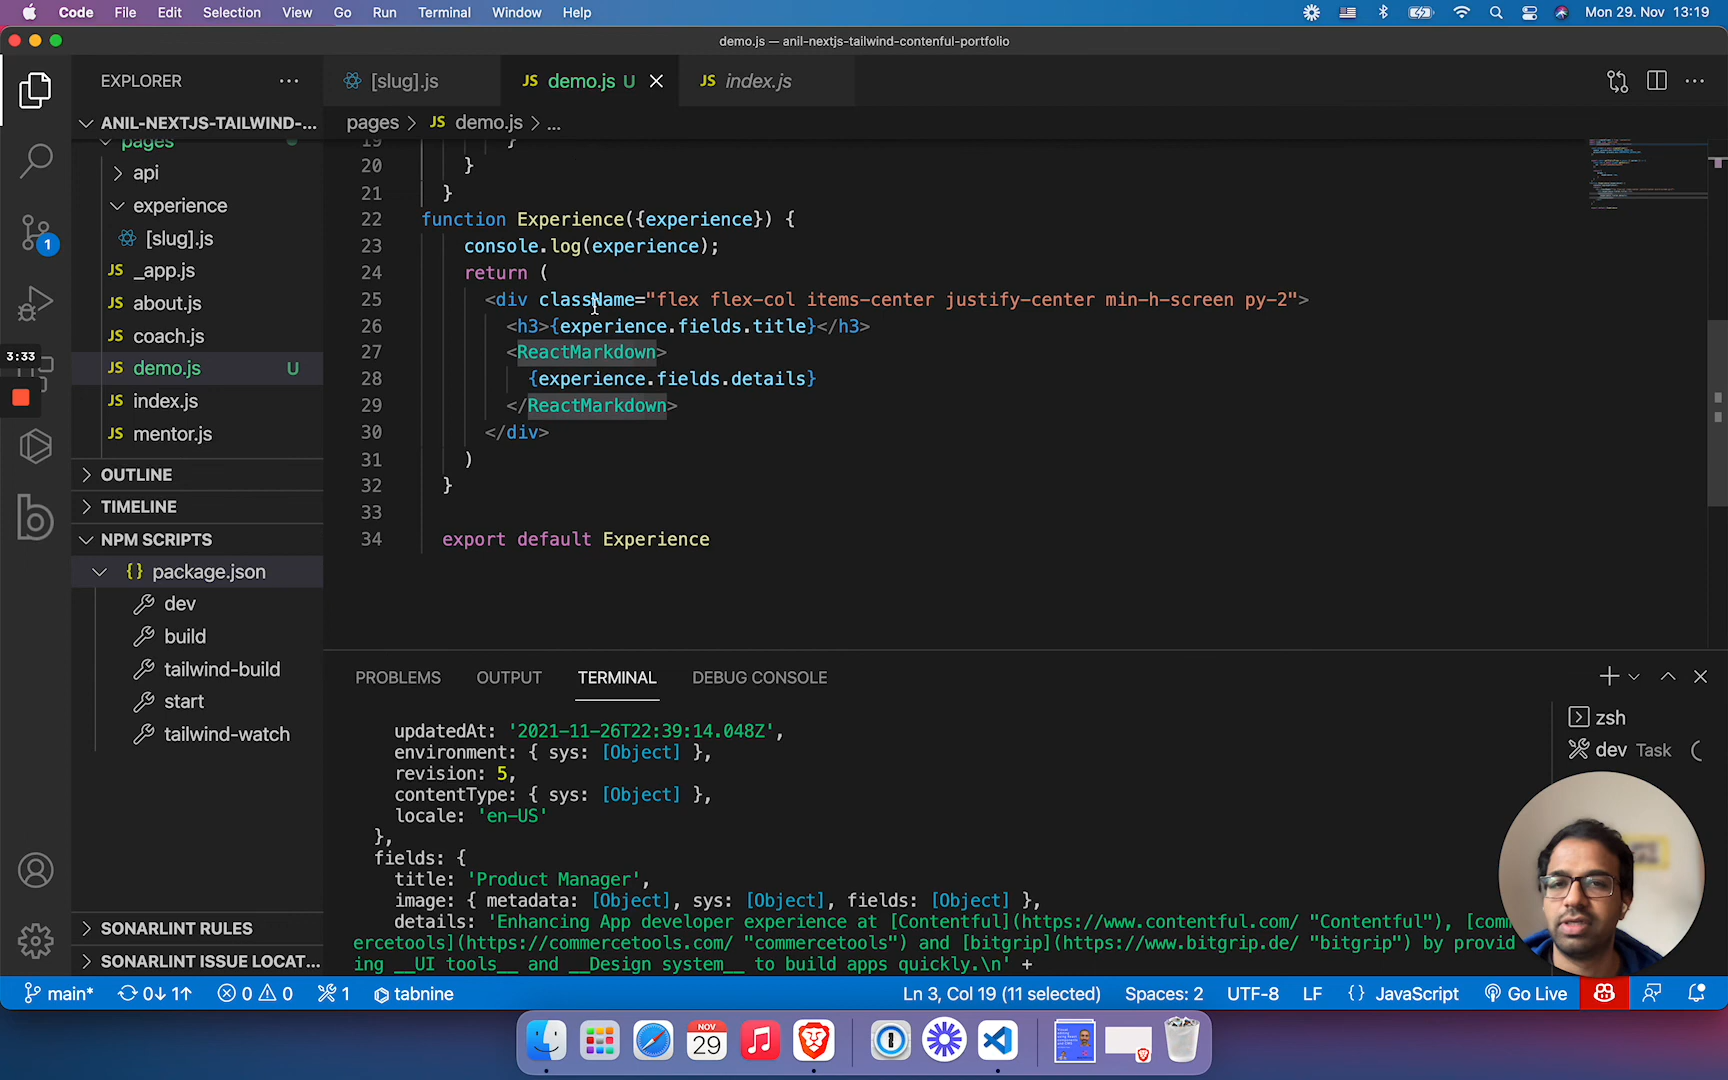 Code File Edit Selection View Go Run Terminal Window Help Mon 29. Nov 13:19
demo.js — anil-nextjs-tailwind-contenful-portfolio
EXPLORER
[slug].js
JS demo.js U
JS index.js
ANIL-NEXTJS-TAILWIND-...
pages > JS demo.js > ...
pages
api
experience
[slug].js
JS _app.js
JS about.js
JS coach.js
JS demo.js U
JS index.js
JS mentor.js
OUTLINE
TIMELINE
NPM SCRIPTS
{} package.json
dev
build
tailwind-build
start
tailwind-watch
SONARLINT RULES
SONARLINT ISSUE LOCAT...
1
3:33
19 }
20 }
21 }
22 function Experience({experience}) {
23 console.log(experience);
24 return (
25 <div className="flex flex-col items-center justify-center min-h-screen py-2">
26 <h3>{experience.fields.title}</h3>
27 <ReactMarkdown>
28 {experience.fields.details}
29 </ReactMarkdown>
30 </div>
31 )
32 }
33
34 export default Experience
PROBLEMS OUTPUT TERMINAL DEBUG CONSOLE
zsh
dev Task
updatedAt: '2021-11-26T22:39:14.048Z',
environment: { sys: [Object] },
revision: 5,
contentType: { sys: [Object] },
locale: 'en-US'
},
fields: {
title: 'Product Manager',
image: { metadata: [Object], sys: [Object], fields: [Object] },
details: 'Enhancing App developer experience at [Contentful](https://www.contentful.com/ "Contentful"), [comm
ercetools](https://commercetools.com/ "commercetools") and [bitgrip](https://www.bitgrip.de/ "bitgrip") by provid
ing __UI tools__ and __Design system__ to build apps quickly.\n' +
main* 0↓ 1↑ 0 0 1 tabnine Ln 3, Col 19 (11 selected) Spaces: 2 UTF-8 LF {} JavaScript Go Live
NOV
29